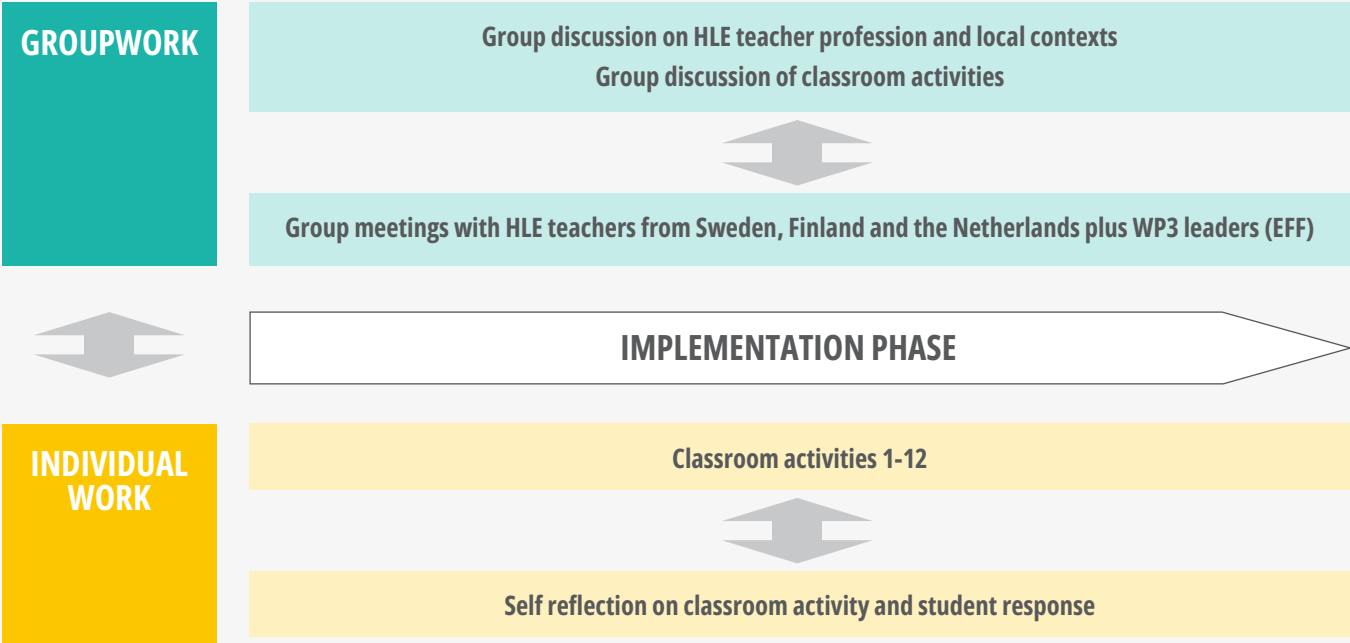 GROUPWORK
Group discussion on HLE teacher profession and local contexts
Group discussion of classroom activities
Group meetings with HLE teachers from Sweden, Finland and the Netherlands plus WP3 leaders (EFF)
IMPLEMENTATION PHASE
INDIVIDUAL
WORK
Classroom activities 1-12
Self reflection on classroom activity and student response